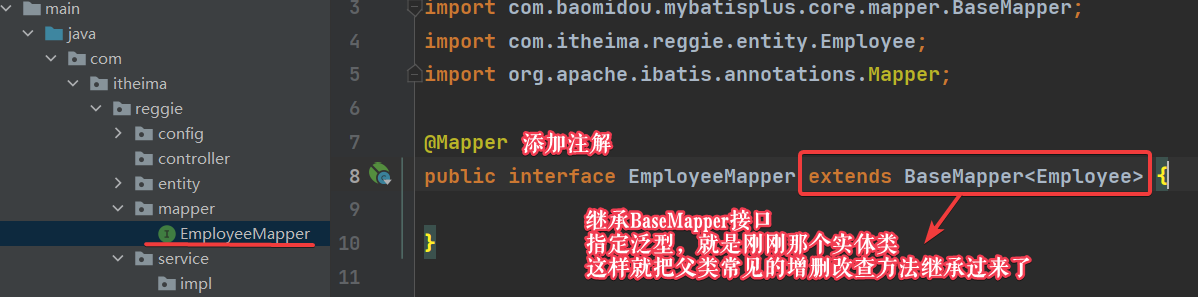 main
java
com
itheima
reggie
config
controller
entity
mapper
EmployeeMapper
service
impl
3 import com.baomidou.mybatisplus.core.mapper.BaseMapper;
4 import com.itheima.reggie.entity.Employee;
5 import org.apache.ibatis.annotations.Mapper;
6
7 @Mapper 添加注解
8 public interface EmployeeMapper extends BaseMapper<Employee> {
9
继承BaseMapper接口
指定泛型，就是刚刚那个实体类
10 }
这样就把父类常见的增删改查方法继承过来了
11